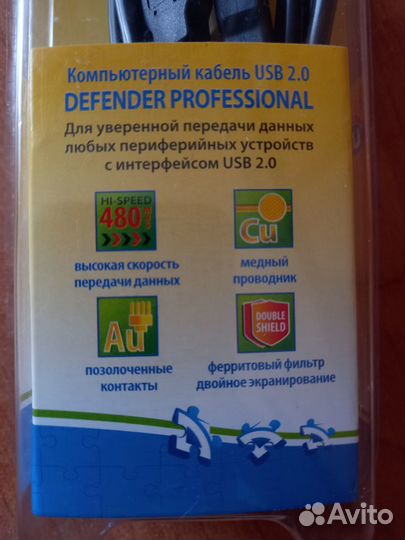 Компьютерный кабель USB 2.0
DEFENDER PROFESSIONAL
Для уверенной передачи данных
любых периферийных устройств
с интерфейсом USB 2.0
HI-SPEED
480
Cu
высокая скорость
передачи данных
медный
проводник
Au
DOUBLE
SHIELD
позолоченные
контакты
ферритовый фильтр
двойное экранирование
Avito